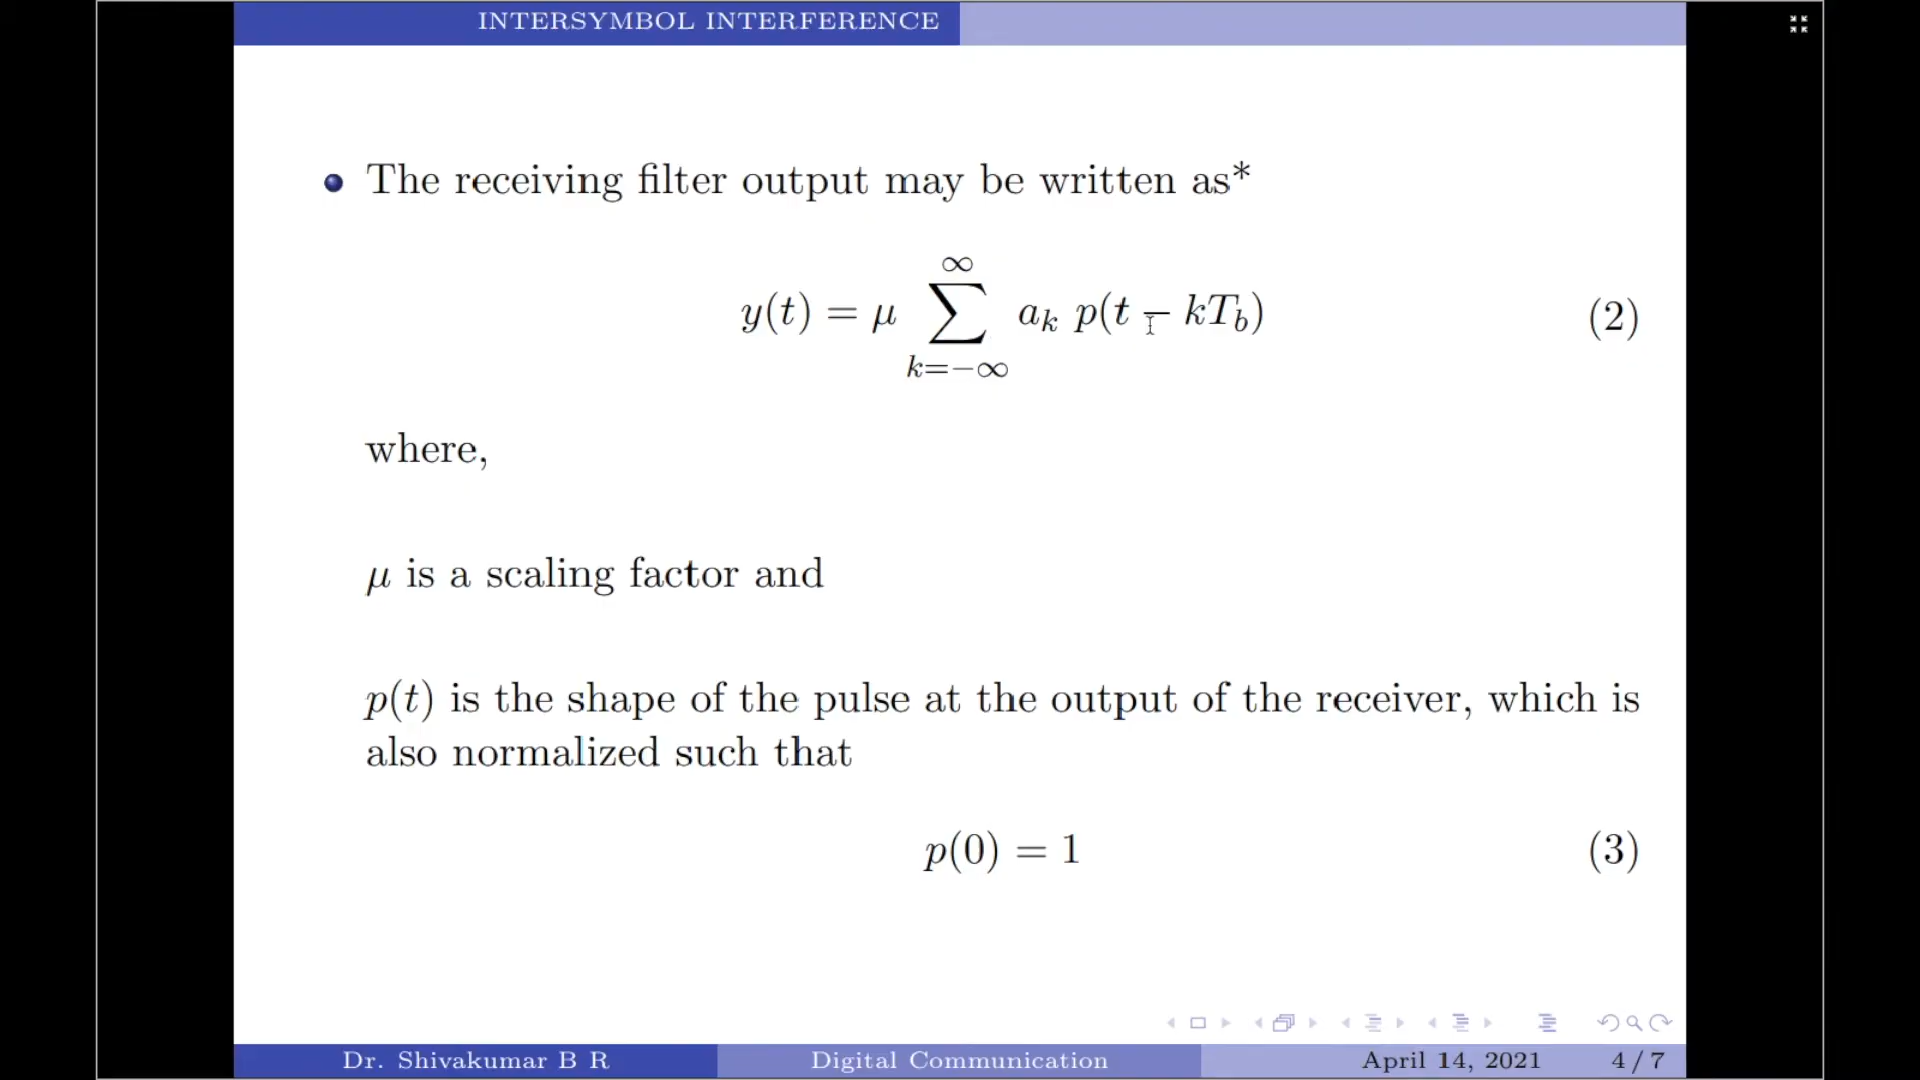 INTERSYMBOL INTERFERENCE
The receiving filter output may be written as*
y(t) = μ ∑_{k=−∞}^{∞} a_k p(t − kT_b) (2)
where,
μ is a scaling factor and
p(t) is the shape of the pulse at the output of the receiver, which is
also normalized such that
p(0) = 1 (3)
Dr. Shivakumar B R Digital Communication April 14, 2021 4 / 7